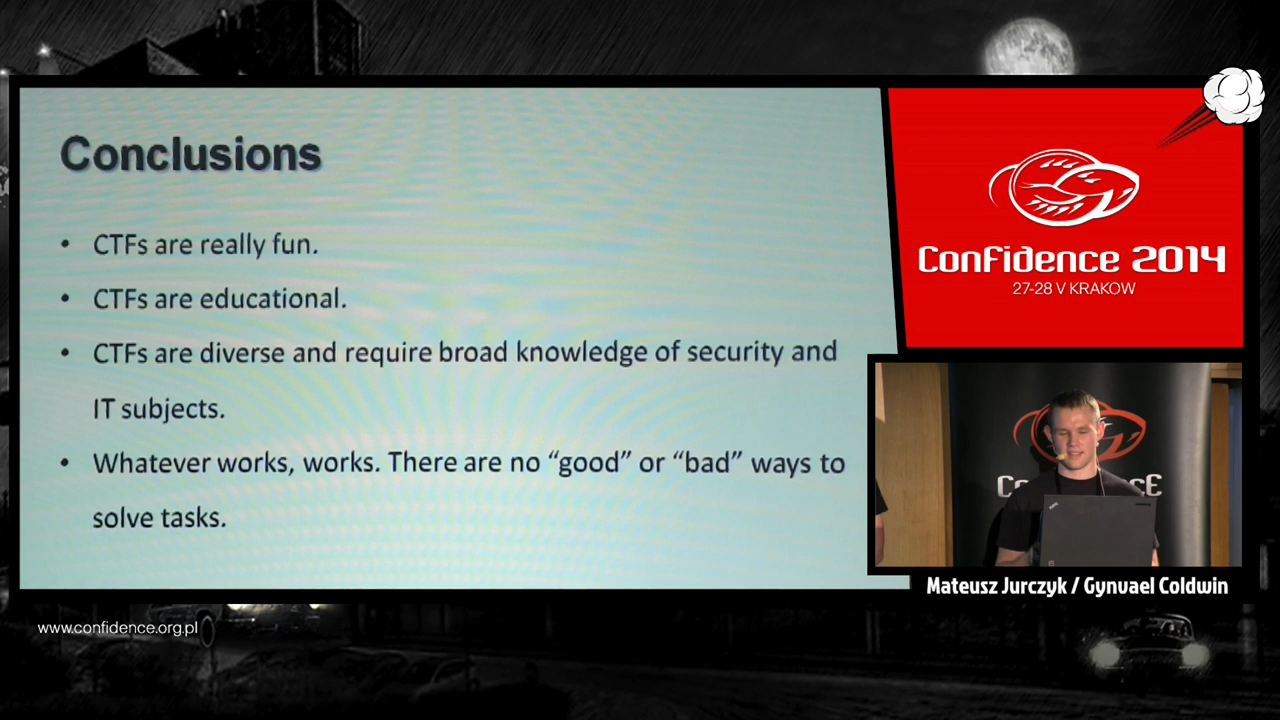 Conclusions
• CTFs are really fun.
• CTFs are educational.
• CTFs are diverse and require broad knowledge of security and
IT subjects.
• Whatever works, works. There are no “good” or “bad” ways to
solve tasks.
Confidence 2014
27-28 V KRAKOW
Mateusz Jurczyk / Gynvael Coldwin
www.confidence.org.pl